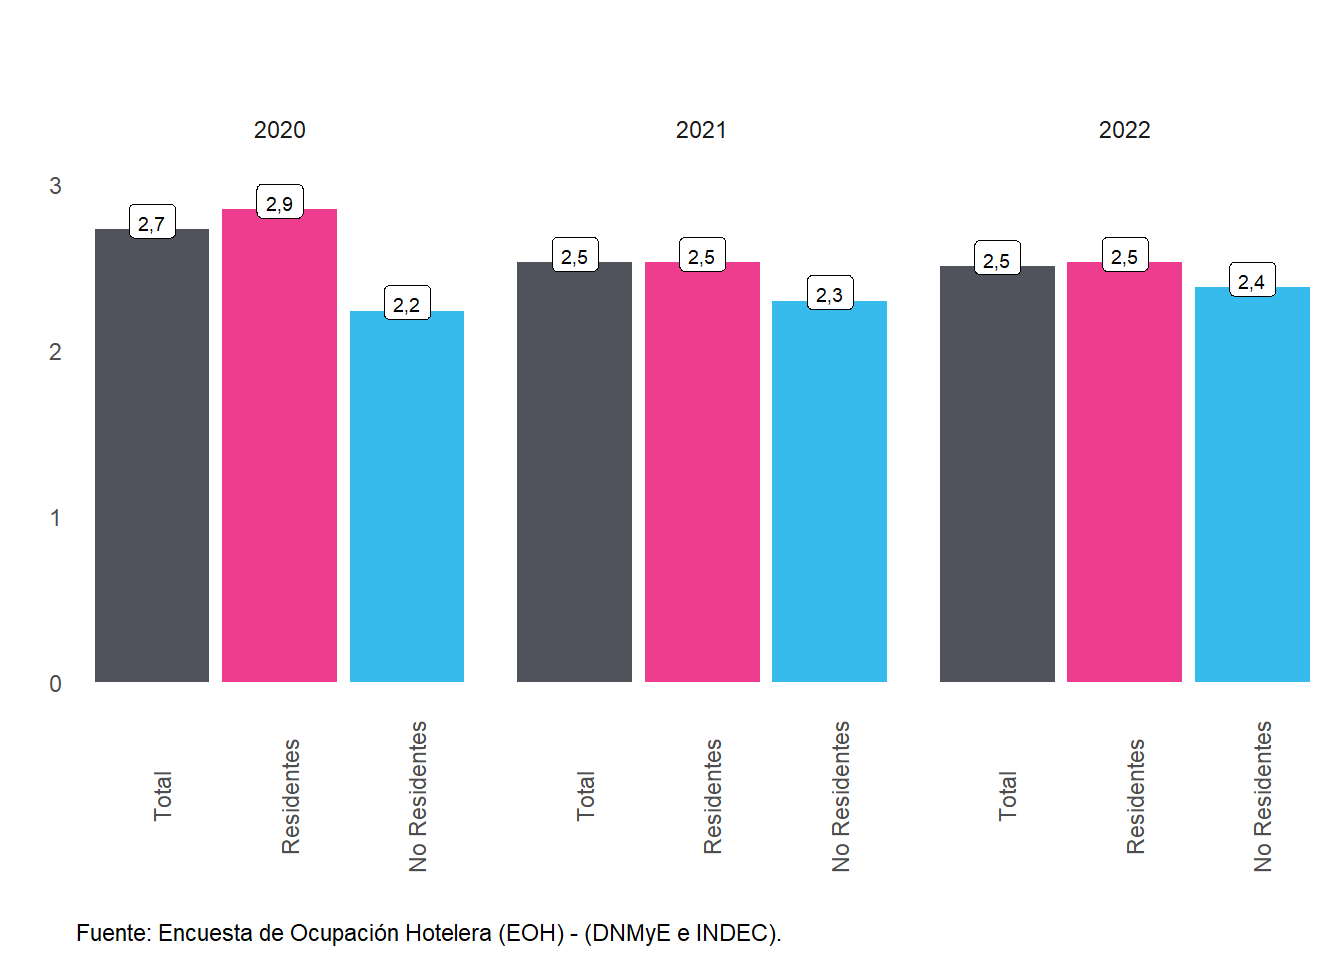 2020
2021
2022
3
2
1
0
2,7
2,9
2,2
2,5
2,5
2,3
2,5
2,5
2,4
Total
Residentes
No Residentes
Total
Residentes
No Residentes
Total
Residentes
No Residentes
Fuente: Encuesta de Ocupación Hotelera (EOH) - (DNMyE e INDEC).